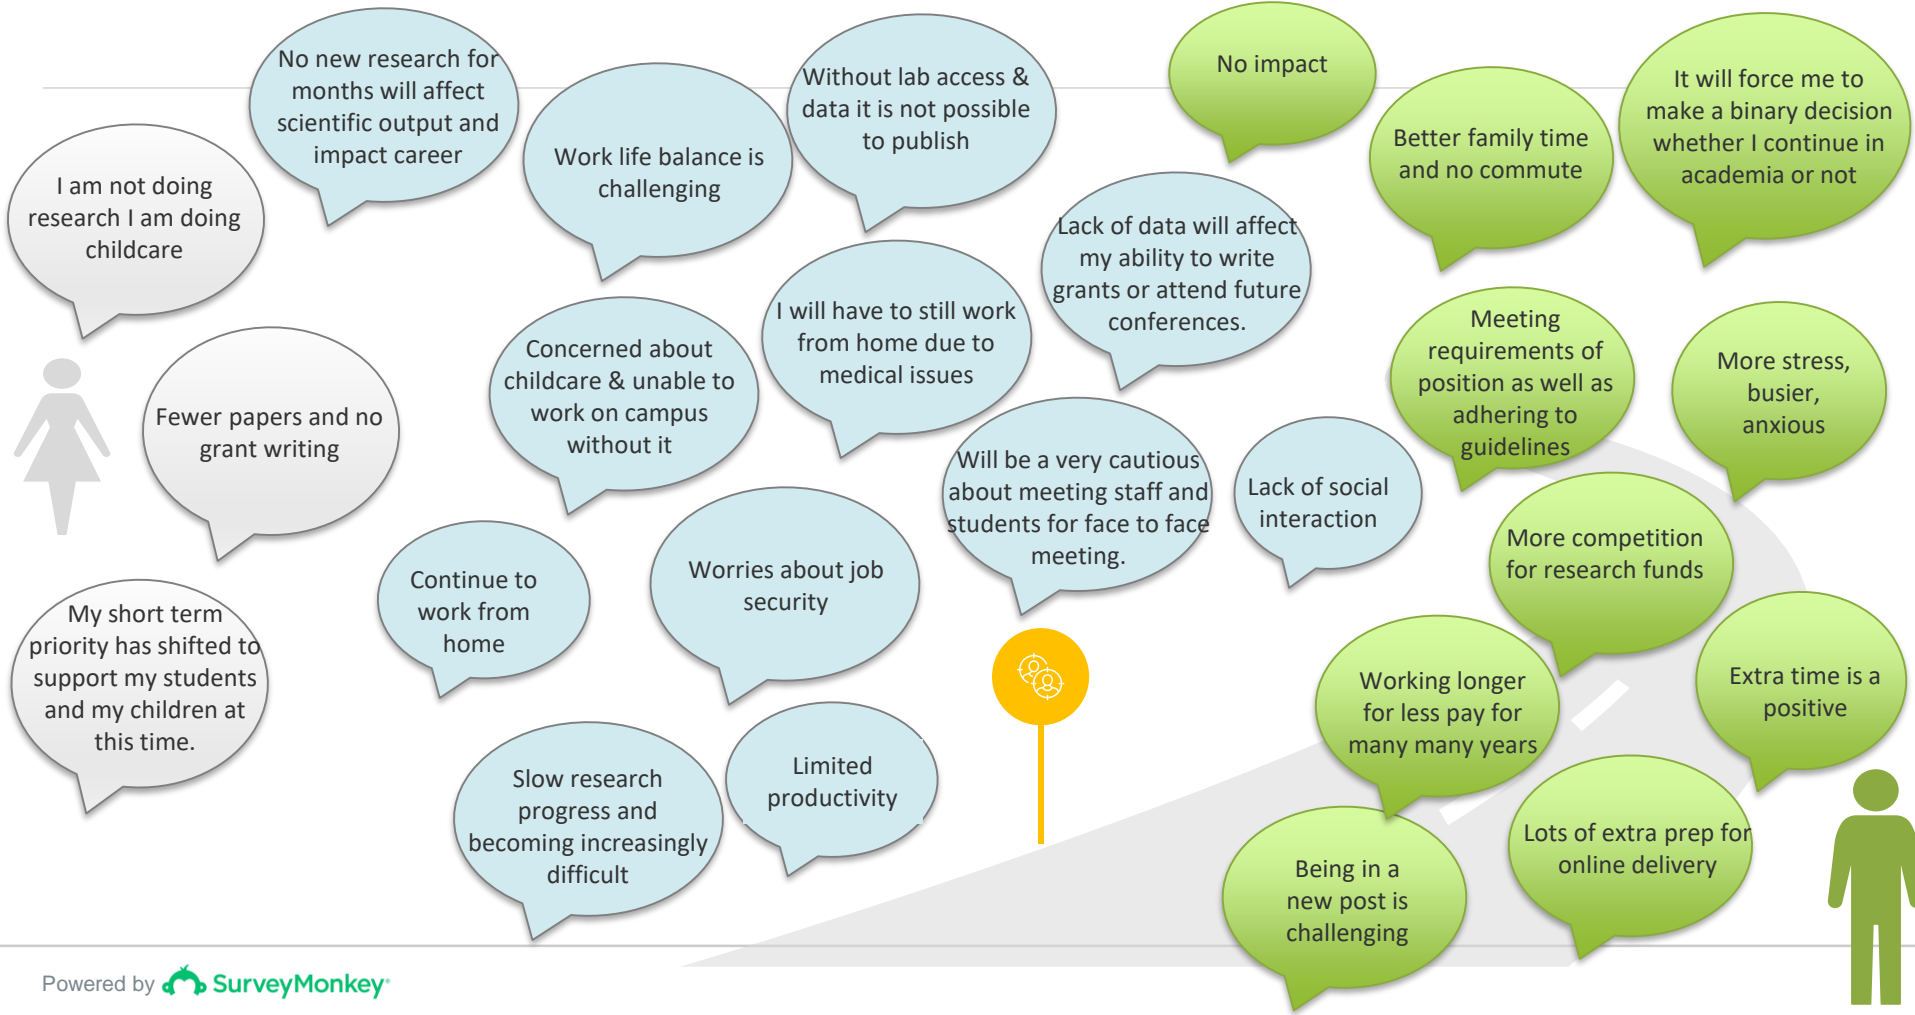 No new research for
months will affect
scientific output and
impact career
Without lab access &
data it is not possible
to publish
No impact
It will force me to
make a binary decision
whether I continue in
academia or not
Work life balance is
challenging
Better family time
and no commute
I am not doing
research I am doing
childcare
Lack of data will affect
my ability to write
grants or attend future
conferences.
I will have to still work
from home due to
medical issues
Concerned about
childcare & unable to
work on campus
without it
Meeting
requirements of
position as well as
adhering to
guidelines
More stress,
busier,
anxious
Fewer papers and no
grant writing
Will be a very cautious
about meeting staff and
students for face to face
meeting.
Lack of social
interaction
More competition
for research funds
Continue to
work from
home
Worries about job
security
My short term
priority has shifted to
support my students
and my children at
this time.
Working longer
for less pay for
many many years
Extra time is a
positive
Slow research
progress and
becoming increasingly
difficult
Limited
productivity
Lots of extra prep for
online delivery
Being in a
new post is
challenging
Powered by SurveyMonkey